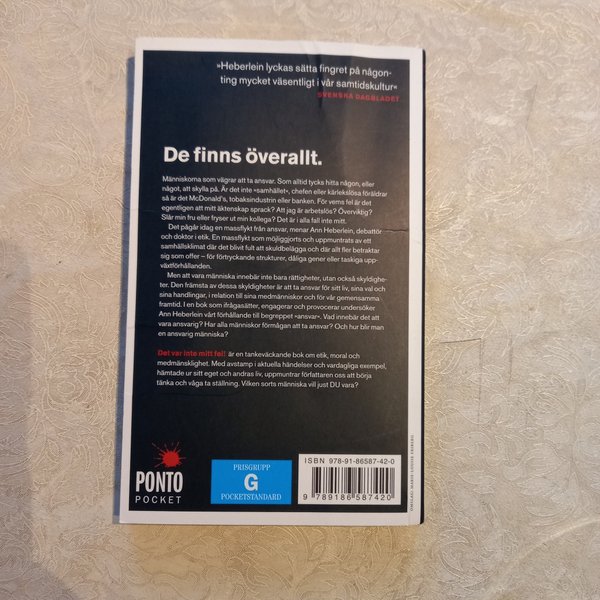 »Heberlein lyckas sätta fingret på någon-
ting mycket väsentligt i vår samtidskultur«
SVENSKA DAGBLADET
De finns överallt.
Människorna som vägrar att ta ansvar. Som alltid tycks hitta någon, eller
något, att skylla på. Är det inte »samhället«, chefen eller kärlekslösa föräldrar
så är det McDonald's, tobaksindustrin eller banken. För vems fel är det
egentligen att mitt äktenskap sprack? Att jag är arbetslös? Överviktig?
Slår min fru eller fryser ut min kollega? Det är i alla fall inte mitt.
Det pågår idag en massflykt från ansvar, menar Ann Heberlein, debattör
och doktor i etik. En massflykt som möjliggjorts och uppmuntrats av ett
samhällsklimat där det blivit fult att skuldbelägga och där allt fler betraktar
sig som offer – för förtryckande strukturer, dåliga gener eller taskiga upp-
växtförhållanden.
Men att vara människa innebär inte bara rättigheter, utan också skyldighe-
ter. Den främsta av dessa skyldigheter är att ta ansvar för sitt liv, sina val och
sina handlingar, i relation till sina medmänniskor och för vår gemensamma
framtid. I en bok som ifrågasätter, engagerar och provocerar undersöker
Ann Heberlein vårt förhållande till begreppet »ansvar«. Vad innebär det att
vara ansvarig? Har alla människor förmågan att ta ansvar? Och hur blir man
en ansvarig människa?
Det var inte mitt fel! är en tankeväckande bok om etik, moral och
medmänsklighet. Med avstamp i aktuella händelser och vardagliga exempel,
hämtade ur sitt eget och andras liv, uppmuntrar författaren oss att börja
tänka och våga ta ställning. Vilken sorts människa vill just DU vara?
PONTO
POCKET
PRISGRUPP
G
POCKETSTANDARD
ISBN 978-91-86587-42-0
9 789186 587420